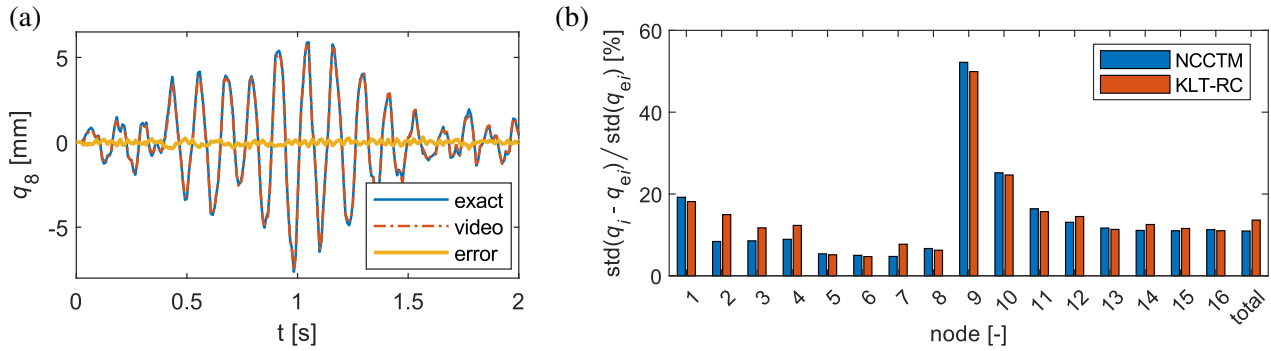 (a)
q8 [mm]
5
0
-5
exact
video
error
0
0.5
1
1.5
2
t [s]
(b)
std(qi - qei) / std(qei) [%]
60
40
20
0
NCCTM
KLT-RC
1
2
3
4
5
6
7
8
9
10
11
12
13
14
15
16
total
node [-]